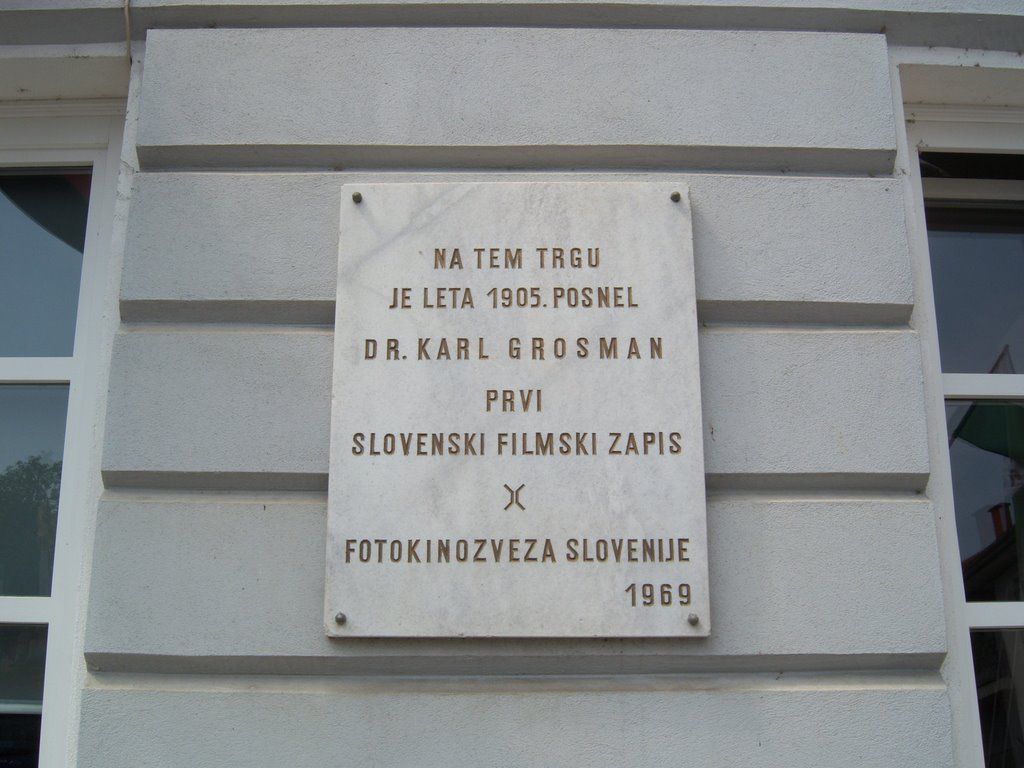 NA TEM TRGU
JE LETA 1905. POSNEL
DR. KARL GROSMAN
PRVI
SLOVENSKI FILMSKI ZAPIS
FOTOKINOZVEZA SLOVENIJE
1969